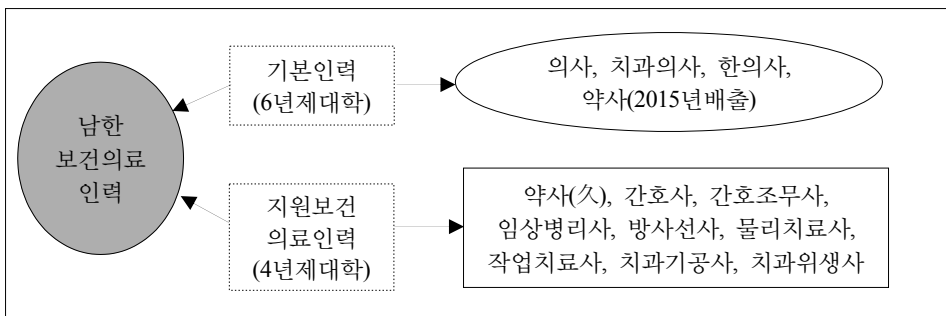 남한
보건의료
인력
기본인력
(6년제대학)
의사, 치과의사, 한의사,
약사(2015년배출)
지원보건
의료인력
(4년제대학)
약사(久), 간호사, 간호조무사,
임상병리사, 방사선사, 물리치료사,
작업치료사, 치과기공사, 치과위생사